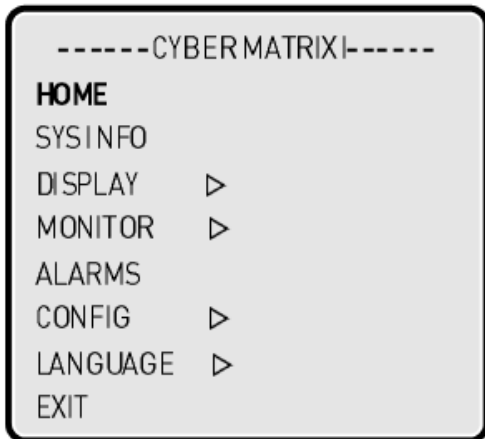 ------CYBERMATRIXI------
HOME
SYSINFO
DISPLAY ▷
MONITOR ▷
ALARMS
CONFIG ▷
LANGUAGE ▷
EXIT